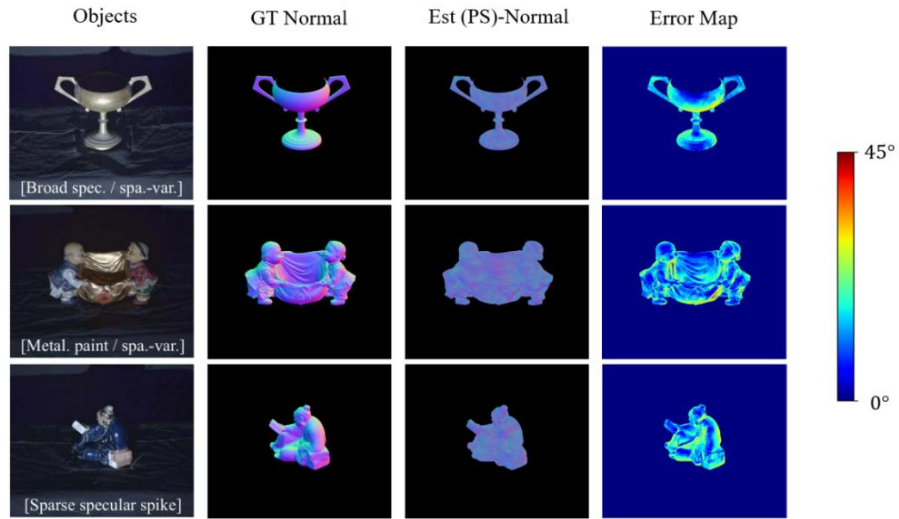 Objects GT Normal Est (PS)-Normal Error Map
[Broad spec. / spa.-var.]
45°
[Metal. paint / spa.-var.]
0°
[Sparse specular spike]